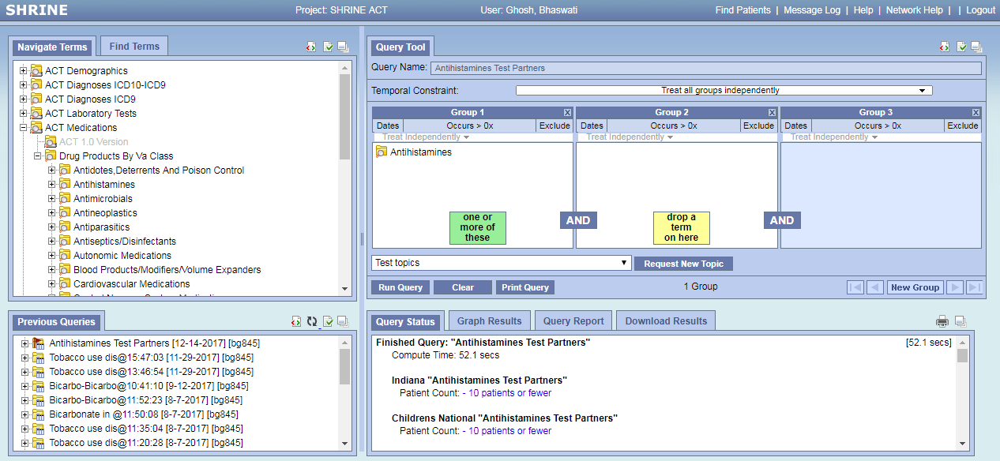 SHRINE
Project: SHRINE ACT
User: Ghosh, Bhaswati
Find Patients | Message Log | Help | Network Help | | Logout
Navigate Terms
Find Terms
ACT Demographics
ACT Diagnoses ICD10-ICD9
ACT Diagnoses ICD9
ACT Laboratory Tests
ACT Medications
ACT 1.0 Version
Drug Products By Va Class
Antidotes,Deterrents And Poison Control
Antihistamines
Antimicrobials
Antineoplastics
Antiparasitics
Antiseptics/Disinfectants
Autonomic Medications
Blood Products/Modifiers/Volume Expanders
Cardiovascular Medications
Previous Queries
Antihistamines Test Partners [12-14-2017] [bg845]
Tobacco use dis@15:47:03 [11-29-2017] [bg845]
Tobacco use dis@13:46:54 [11-29-2017] [bg845]
Bicarbo-Bicarbo@10:41:10 [9-12-2017] [bg845]
Bicarbo-Bicarbo@11:52:23 [8-7-2017] [bg845]
Bicarbonate in @11:50:08 [8-7-2017] [bg845]
Tobacco use dis@11:35:04 [8-7-2017] [bg845]
Tobacco use dis@11:20:28 [8-7-2017] [bg845]
Query Tool
Query Name: Antihistamines Test Partners
Temporal Constraint: Treat all groups independently
Group 1 X
Dates Occurs > 0x Exclude
Treat Independently
Antihistamines
one or
more of
these
AND
Group 2 X
Dates Occurs > 0x Exclude
Treat Independently
drop a
term
on here
AND
Group 3 X
Dates Occurs > 0x Exclude
Treat Independently
Test topics
Request New Topic
Run Query
Clear
Print Query
1 Group
New Group
Query Status
Graph Results
Query Report
Download Results
Finished Query: "Antihistamines Test Partners" [52.1 secs]
Compute Time: 52.1 secs
Indiana "Antihistamines Test Partners"
Patient Count: - 10 patients or fewer
Childrens National "Antihistamines Test Partners"
Patient Count: - 10 patients or fewer